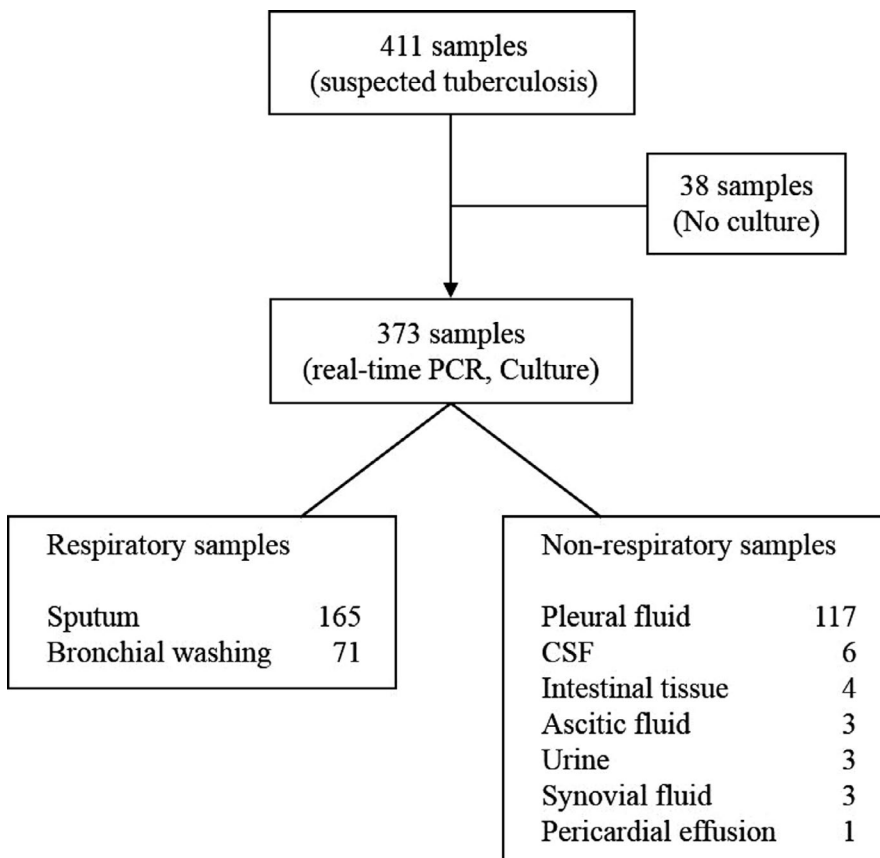 411 samples
(suspected tuberculosis)
38 samples
(No culture)
373 samples
(real-time PCR, Culture)
Respiratory samples
Sputum 165
Bronchial washing 71
Non-respiratory samples
Pleural fluid 117
CSF 6
Intestinal tissue 4
Ascitic fluid 3
Urine 3
Synovial fluid 3
Pericardial effusion 1